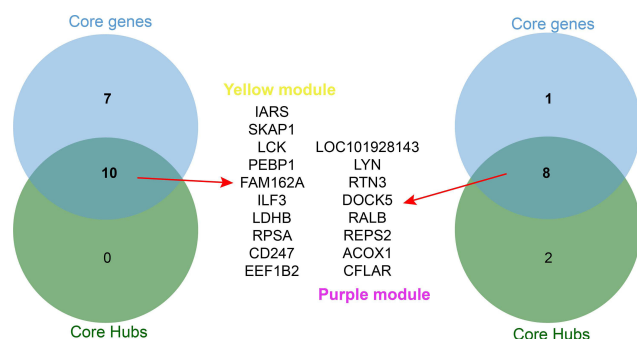 Core genes
7
10
0
Core Hubs
Yellow module
IARS
SKAP1
LCK
PEBP1
FAM162A
ILF3
LDHB
RPSA
CD247
EEF1B2
LOC101928143
LYN
RTN3
DOCK5
RALB
REPS2
ACOX1
CFLAR
Purple module
Core genes
1
8
2
Core Hubs